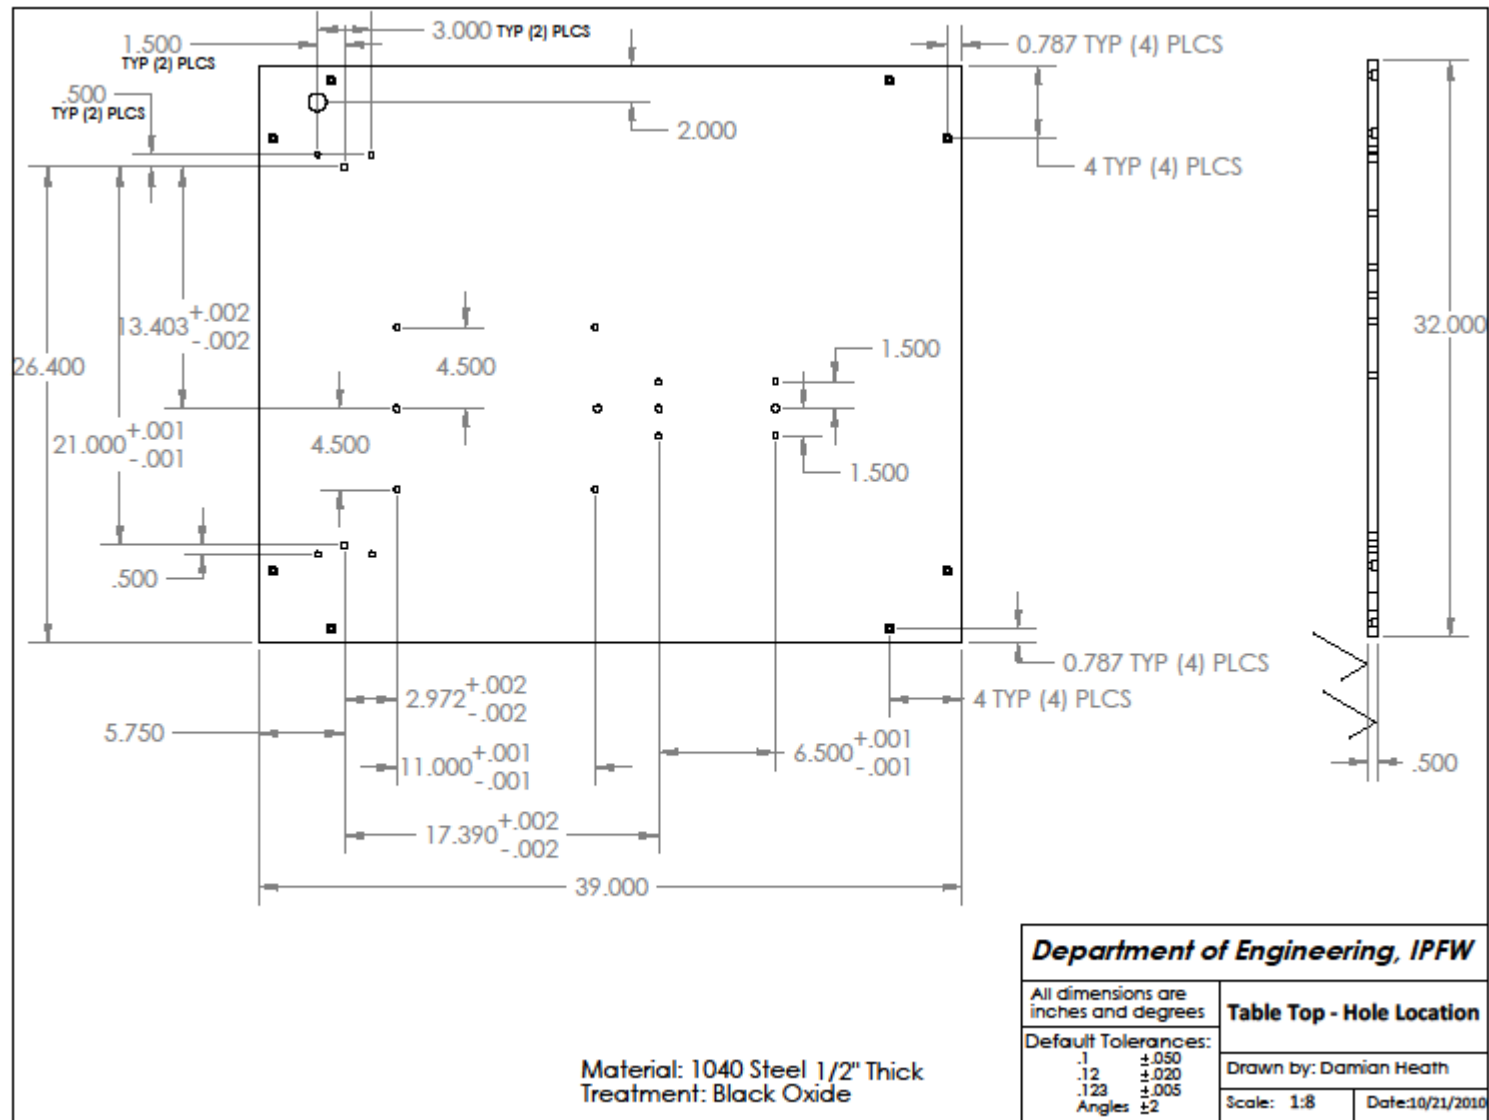 3.000 TYP (2) PLCS
1.500
TYP (2) PLCS
0.787 TYP (4) PLCS
.500
TYP (2) PLCS
2.000
4 TYP (4) PLCS
13.403 +.002
-.002
32.000
1.500
26.400
4.500
21.000 +.001
-.001
4.500
1.500
.500
0.787 TYP (4) PLCS
2.972 +.002
-.002
4 TYP (4) PLCS
5.750
11.000 +.001
-.001
6.500 +.001
-.001
.500
17.390 +.002
-.002
39.000
Department of Engineering, IPFW
All dimensions are
inches and degrees
Table Top - Hole Location
Default Tolerances:
.1 ±.050
.12 ±.020
.123 ±.005
Angles ±2
Drawn by: Damian Heath
Scale: 1:8
Date:10/21/2010
Material: 1040 Steel 1/2" Thick
Treatment: Black Oxide